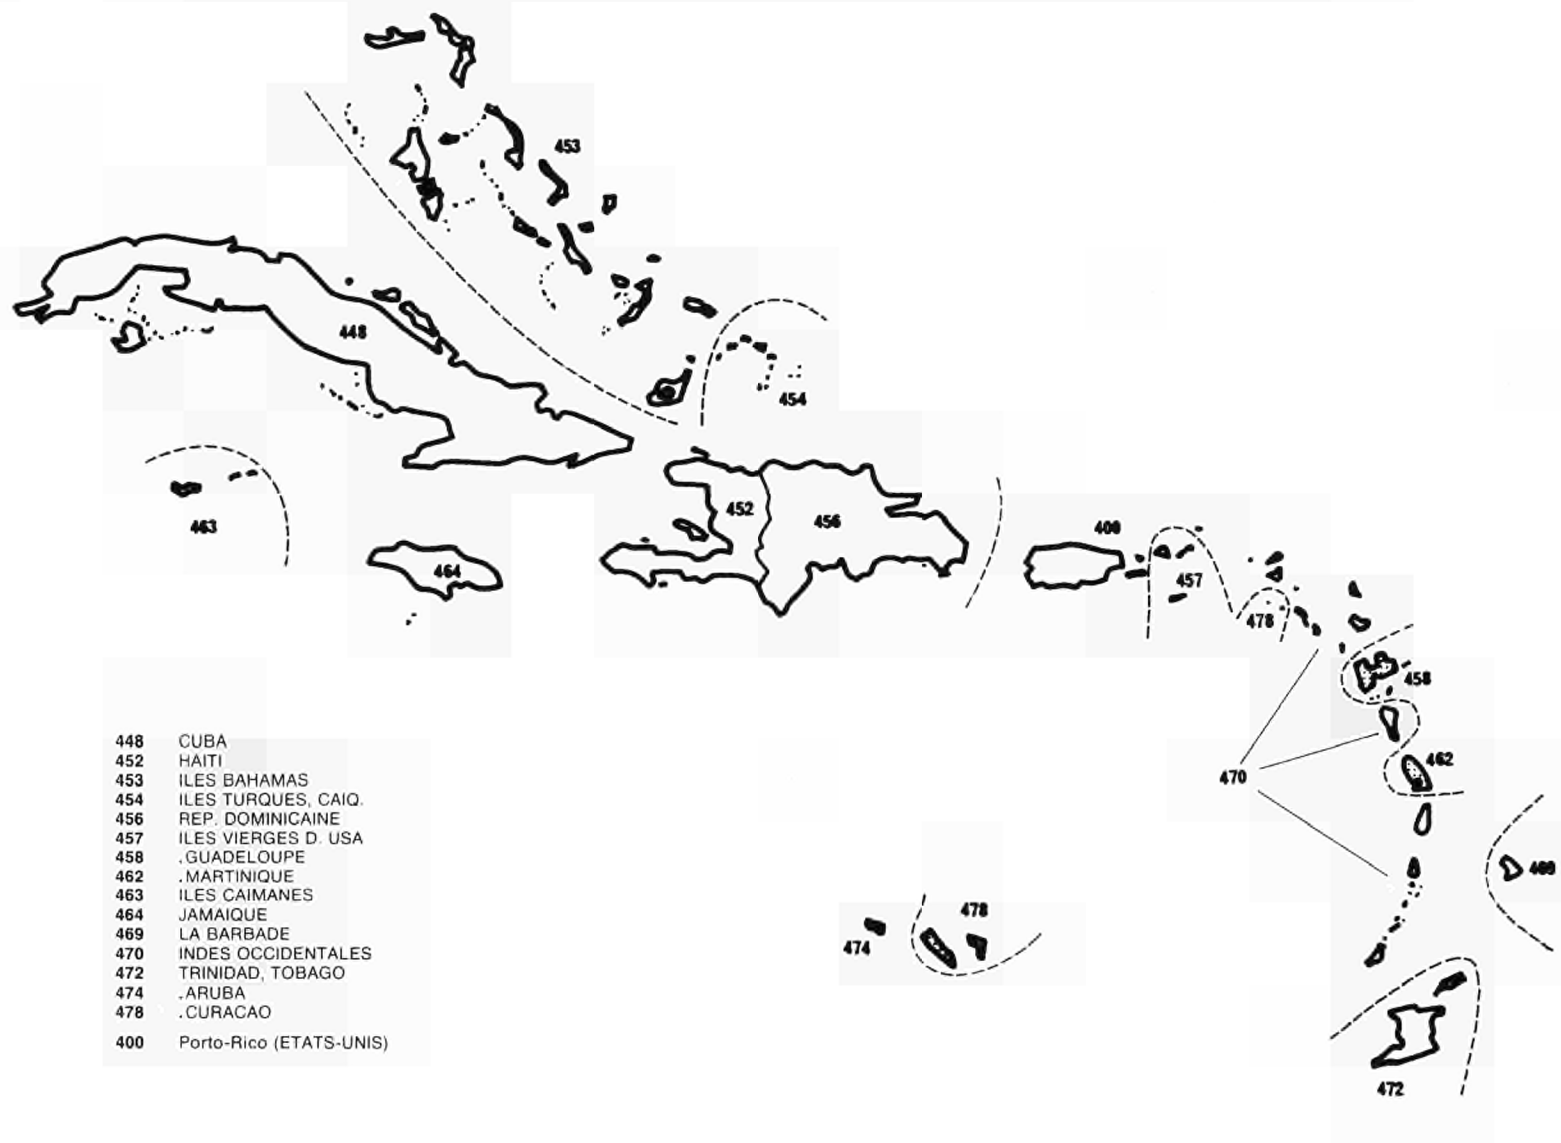 453
448
454
463
464
452
456
400
457
478
458
462
470
469
474
478
472
448 CUBA
452 HAITI
453 ILES BAHAMAS
454 ILES TURQUES, CAIQ.
456 REP. DOMINICAINE
457 ILES VIERGES D. USA
458 .GUADELOUPE
462 .MARTINIQUE
463 ILES CAIMANES
464 JAMAIQUE
469 LA BARBADE
470 INDES OCCIDENTALES
472 TRINIDAD, TOBAGO
474 .ARUBA
478 .CURACAO
400 Porto-Rico (ETATS-UNIS)